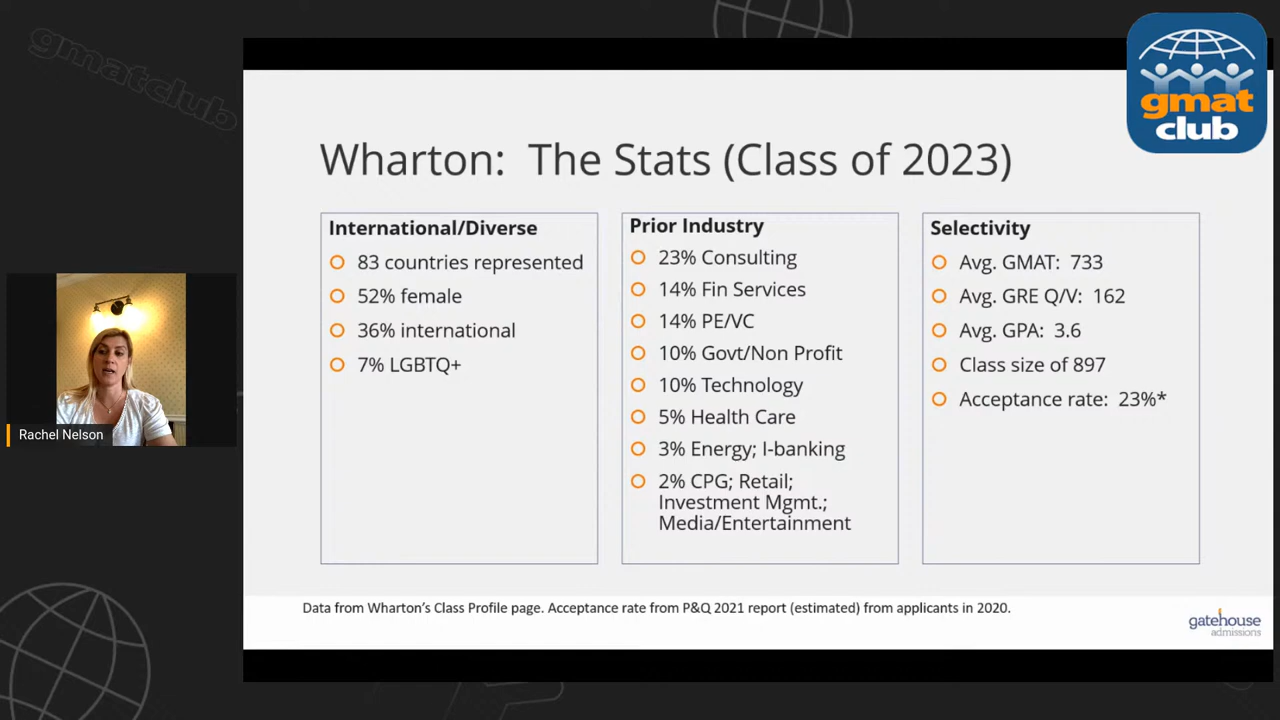 gmatclub
gmat
club
Wharton: The Stats (Class of 2023)
International/Diverse
83 countries represented
52% female
36% international
7% LGBTQ+
Prior Industry
23% Consulting
14% Fin Services
14% PE/VC
10% Govt/Non Profit
10% Technology
5% Health Care
3% Energy; I-banking
2% CPG; Retail;
Investment Mgmt.;
Media/Entertainment
Selectivity
Avg. GMAT: 733
Avg. GRE Q/V: 162
Avg. GPA: 3.6
Class size of 897
Acceptance rate: 23%*
Rachel Nelson
Data from Wharton's Class Profile page. Acceptance rate from P&Q 2021 report (estimated) from applicants in 2020.
gatehouse
admissions